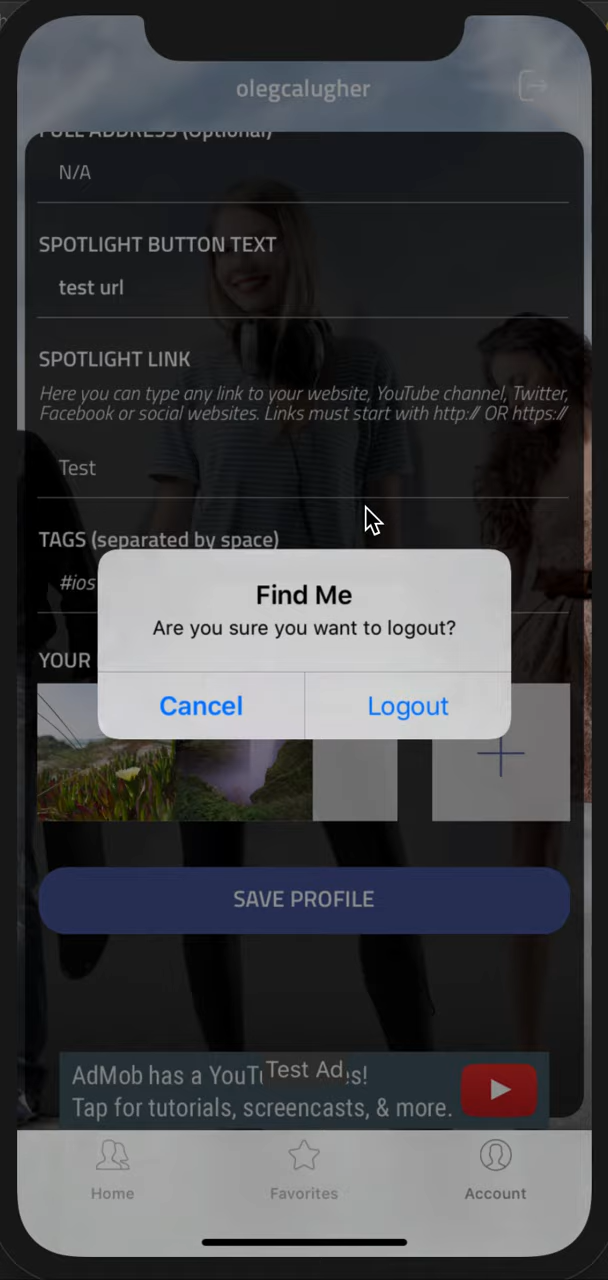 olegcalugher
FULL ADDRESS (Optional)
N/A
SPOTLIGHT BUTTON TEXT
test url
SPOTLIGHT LINK
Here you can type any link to your website, YouTube channel, Twitter,
Facebook or social websites. Links must start with http:// OR https://
Test
TAGS (separated by space)
#ios
Find Me
Are you sure you want to logout?
YOUR
Cancel
Logout
SAVE PROFILE
AdMob has a
Test Ad
Tap for tutorials, screencasts, & more.
Home
Favorites
Account